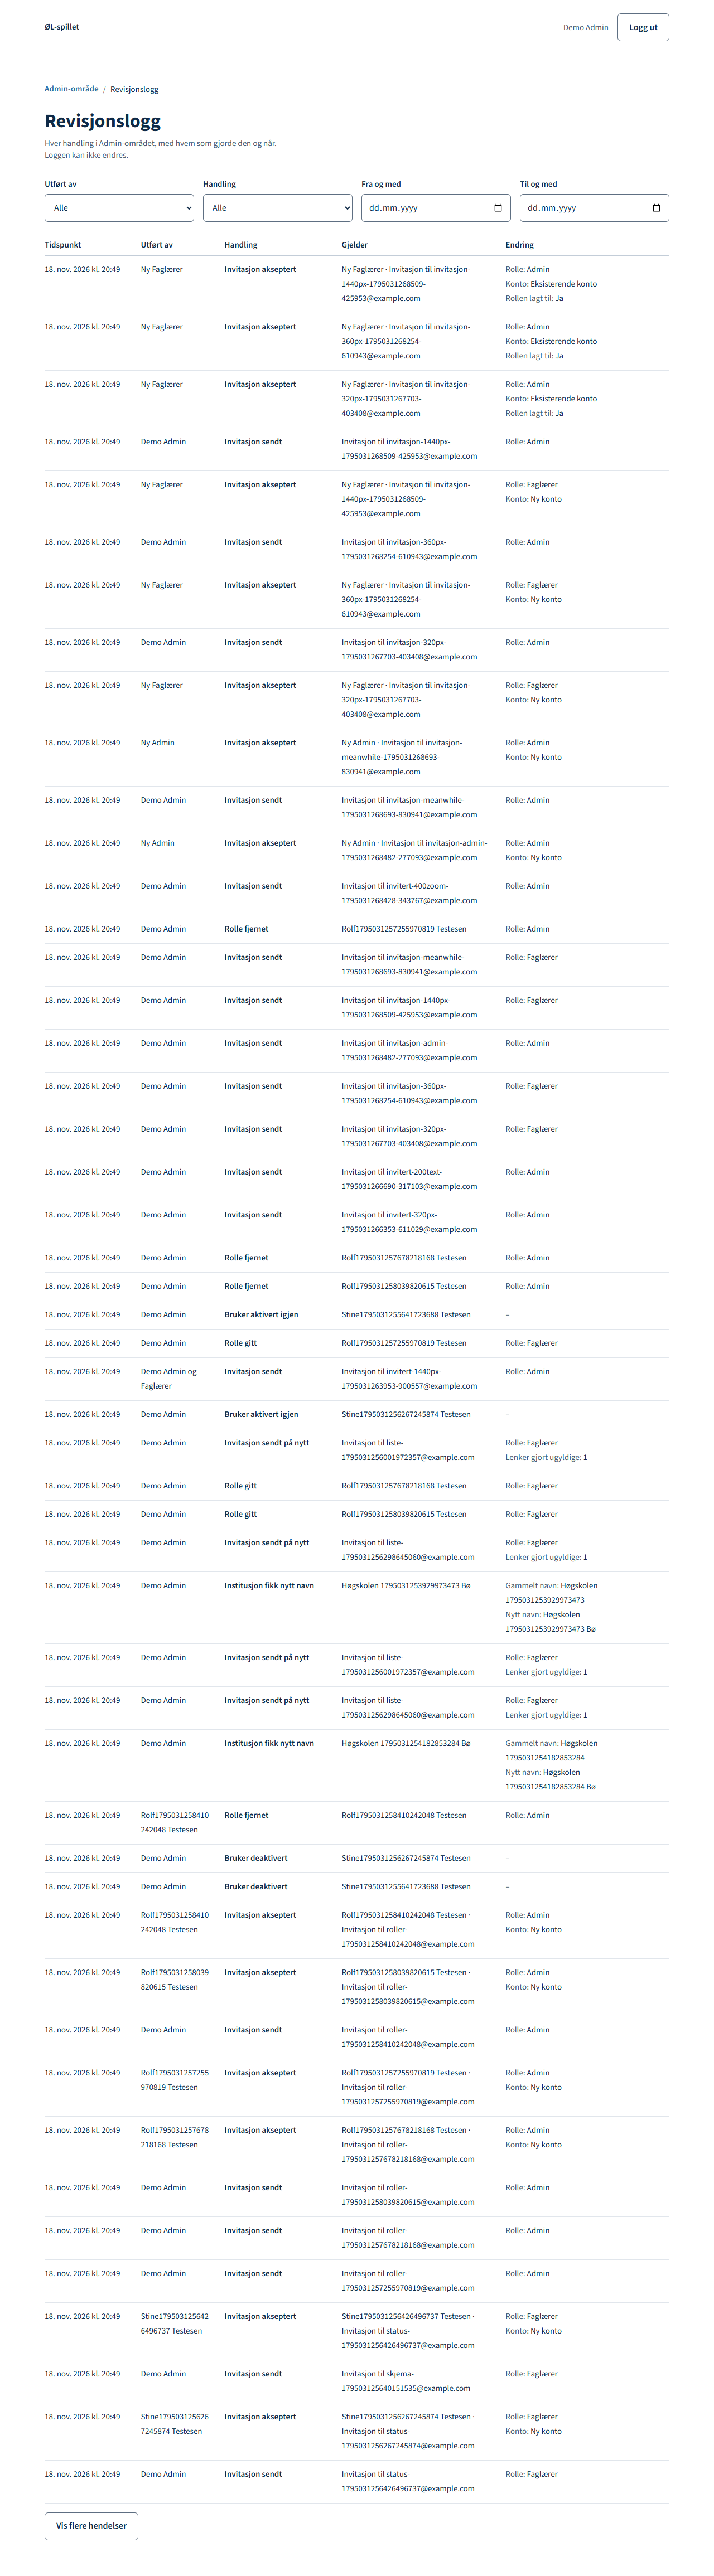 ØL-spillet
Demo Admin
Logg ut
Admin-område / Revisjonslogg
Revisjonslogg
Hver handling i Admin-området, med hvem som gjorde den og når.
Loggen kan ikke endres.
Utført av
Handling
Fra og med
Til og med
Alle
Alle
dd.mm.yyyy
dd.mm.yyyy
Tidspunkt Utført av Handling Gjelder Endring
18. nov. 2026 kl. 20:49 Ny Faglærer Invitasjon akseptert Ny Faglærer · Invitasjon til invitasjon- Rolle: Admin
1440px- Konto: Eksisterende konto
1795031268509-
425953@example.com Rollen lagt til: Ja
18. nov. 2026 kl. 20:49 Ny Faglærer Invitasjon akseptert Ny Faglærer · Invitasjon til invitasjon- Rolle: Admin
360px-1795031268254- Konto: Eksisterende konto
610943@example.com Rollen lagt til: Ja
18. nov. 2026 kl. 20:49 Ny Faglærer Invitasjon akseptert Ny Faglærer · Invitasjon til invitasjon- Rolle: Admin
320px-1795031267703- Konto: Eksisterende konto
403408@example.com Rollen lagt til: Ja
18. nov. 2026 kl. 20:49 Demo Admin Invitasjon sendt Invitasjon til invitasjon-1440px- Rolle: Admin
1795031268509-425953@example.com
18. nov. 2026 kl. 20:49 Ny Faglærer Invitasjon akseptert Ny Faglærer · Invitasjon til invitasjon- Rolle: Faglærer
1440px-1795031268509- Konto: Ny konto
425953@example.com
18. nov. 2026 kl. 20:49 Demo Admin Invitasjon sendt Invitasjon til invitasjon-360px- Rolle: Admin
1795031268254-610943@example.com
18. nov. 2026 kl. 20:49 Ny Faglærer Invitasjon akseptert Ny Faglærer · Invitasjon til invitasjon- Rolle: Faglærer
360px-1795031268254- Konto: Ny konto
610943@example.com
18. nov. 2026 kl. 20:49 Demo Admin Invitasjon sendt Invitasjon til invitasjon-320px- Rolle: Admin
1795031267703-403408@example.com
18. nov. 2026 kl. 20:49 Ny Faglærer Invitasjon akseptert Ny Faglærer · Invitasjon til invitasjon- Rolle: Faglærer
320px-1795031267703- Konto: Ny konto
403408@example.com
18. nov. 2026 kl. 20:49 Ny Admin Invitasjon akseptert Ny Admin · Invitasjon til invitasjon- Rolle: Admin
meanwhile-1795031268693- Konto: Ny konto
830941@example.com
18. nov. 2026 kl. 20:49 Demo Admin Invitasjon sendt Invitasjon til invitasjon-meanwhile- Rolle: Admin
1795031268693-830941@example.com
18. nov. 2026 kl. 20:49 Ny Admin Invitasjon akseptert Ny Admin · Invitasjon til invitasjon-admin- Rolle: Admin
1795031268482-277093@example.com Konto: Ny konto
18. nov. 2026 kl. 20:49 Demo Admin Invitasjon sendt Invitasjon til invitert-400zoom- Rolle: Admin
1795031268428-343767@example.com
18. nov. 2026 kl. 20:49 Demo Admin Rolle fjernet Rolf1795031257255970819 Testesen Rolle: Admin
18. nov. 2026 kl. 20:49 Demo Admin Invitasjon sendt Invitasjon til invitasjon-meanwhile- Rolle: Faglærer
1795031268693-830941@example.com
18. nov. 2026 kl. 20:49 Demo Admin Invitasjon sendt Invitasjon til invitasjon-1440px- Rolle: Faglærer
1795031268509-425953@example.com
18. nov. 2026 kl. 20:49 Demo Admin Invitasjon sendt Invitasjon til invitasjon-admin- Rolle: Admin
1795031268482-277093@example.com
18. nov. 2026 kl. 20:49 Demo Admin Invitasjon sendt Invitasjon til invitasjon-360px- Rolle: Faglærer
1795031268254-610943@example.com
18. nov. 2026 kl. 20:49 Demo Admin Invitasjon sendt Invitasjon til invitasjon-320px- Rolle: Faglærer
1795031267703-403408@example.com
18. nov. 2026 kl. 20:49 Demo Admin Invitasjon sendt Invitasjon til invitert-200text- Rolle: Admin
1795031266690-317103@example.com
18. nov. 2026 kl. 20:49 Demo Admin Invitasjon sendt Invitasjon til invitert-320px- Rolle: Admin
1795031266353-611029@example.com
18. nov. 2026 kl. 20:49 Demo Admin Rolle fjernet Rolf1795031257678218168 Testesen Rolle: Admin
18. nov. 2026 kl. 20:49 Demo Admin Rolle fjernet Rolf1795031258039820615 Testesen Rolle: Admin
18. nov. 2026 kl. 20:49 Demo Admin Bruker aktivert igjen Stine1795031255641723688 Testesen –
18. nov. 2026 kl. 20:49 Demo Admin Rolle gitt Rolf1795031257255970819 Testesen Rolle: Faglærer
18. nov. 2026 kl. 20:49 Demo Admin og Invitasjon sendt Invitasjon til invitert-1440px- Rolle: Admin
Faglærer 1795031263953-900557@example.com
18. nov. 2026 kl. 20:49 Demo Admin Bruker aktivert igjen Stine1795031256267245874 Testesen –
18. nov. 2026 kl. 20:49 Demo Admin Invitasjon sendt på nytt Invitasjon til liste- Rolle: Faglærer
1795031256001972357@example.com Lenker gjort ugyldige: 1
18. nov. 2026 kl. 20:49 Demo Admin Rolle gitt Rolf1795031257678218168 Testesen Rolle: Faglærer
18. nov. 2026 kl. 20:49 Demo Admin Rolle gitt Rolf1795031258039820615 Testesen Rolle: Faglærer
18. nov. 2026 kl. 20:49 Demo Admin Invitasjon sendt på nytt Invitasjon til liste- Rolle: Faglærer
1795031256298645060@example.com Lenker gjort ugyldige: 1
18. nov. 2026 kl. 20:49 Demo Admin Institusjon fikk nytt navn Høgskolen 1795031253929973473 Bø Gammelt navn: Høgskolen
1795031253929973473
Nytt navn: Høgskolen
1795031253929973473 Bø
18. nov. 2026 kl. 20:49 Demo Admin Invitasjon sendt på nytt Invitasjon til liste- Rolle: Faglærer
1795031256001972357@example.com Lenker gjort ugyldige: 1
18. nov. 2026 kl. 20:49 Demo Admin Invitasjon sendt på nytt Invitasjon til liste- Rolle: Faglærer
1795031256298645060@example.com Lenker gjort ugyldige: 1
18. nov. 2026 kl. 20:49 Demo Admin Institusjon fikk nytt navn Høgskolen 1795031254182853284 Bø Gammelt navn: Høgskolen
1795031254182853284
Nytt navn: Høgskolen
1795031254182853284 Bø
18. nov. 2026 kl. 20:49 Rolf1795031258410 Rolle fjernet Rolf1795031258410242048 Testesen Rolle: Admin
242048 Testesen
18. nov. 2026 kl. 20:49 Demo Admin Bruker deaktivert Stine1795031256267245874 Testesen –
18. nov. 2026 kl. 20:49 Demo Admin Bruker deaktivert Stine1795031255641723688 Testesen –
18. nov. 2026 kl. 20:49 Rolf1795031258410 Invitasjon akseptert Rolf1795031258410242048 Testesen · Rolle: Admin
242048 Testesen Invitasjon til roller- Konto: Ny konto
1795031258410242048@example.com
18. nov. 2026 kl. 20:49 Rolf1795031258039 Invitasjon akseptert Rolf1795031258039820615 Testesen · Rolle: Admin
820615 Testesen Invitasjon til roller- Konto: Ny konto
1795031258039820615@example.com
18. nov. 2026 kl. 20:49 Demo Admin Invitasjon sendt Invitasjon til roller- Rolle: Admin
1795031258410242048@example.com
18. nov. 2026 kl. 20:49 Rolf1795031257255 Invitasjon akseptert Rolf1795031257255970819 Testesen · Rolle: Admin
970819 Testesen Invitasjon til roller- Konto: Ny konto
1795031257255970819@example.com
18. nov. 2026 kl. 20:49 Rolf1795031257678 Invitasjon akseptert Rolf1795031257678218168 Testesen · Rolle: Admin
218168 Testesen Invitasjon til roller- Konto: Ny konto
1795031257678218168@example.com
18. nov. 2026 kl. 20:49 Demo Admin Invitasjon sendt Invitasjon til roller- Rolle: Admin
1795031258039820615@example.com
18. nov. 2026 kl. 20:49 Demo Admin Invitasjon sendt Invitasjon til roller- Rolle: Admin
1795031257678218168@example.com
18. nov. 2026 kl. 20:49 Demo Admin Invitasjon sendt Invitasjon til roller- Rolle: Admin
1795031257255970819@example.com
18. nov. 2026 kl. 20:49 Stine179503125642 Invitasjon akseptert Stine1795031256426496737 Testesen · Rolle: Faglærer
6496737 Testesen Invitasjon til status- Konto: Ny konto
1795031256426496737@example.com
18. nov. 2026 kl. 20:49 Demo Admin Invitasjon sendt Invitasjon til skjema- Rolle: Faglærer
179503125640151535@example.com
18. nov. 2026 kl. 20:49 Stine179503125626 Invitasjon akseptert Stine1795031256267245874 Testesen · Rolle: Faglærer
7245874 Testesen Invitasjon til status- Konto: Ny konto
1795031256267245874@example.com
18. nov. 2026 kl. 20:49 Demo Admin Invitasjon sendt Invitasjon til status- Rolle: Faglærer
1795031256426496737@example.com
Vis flere hendelser